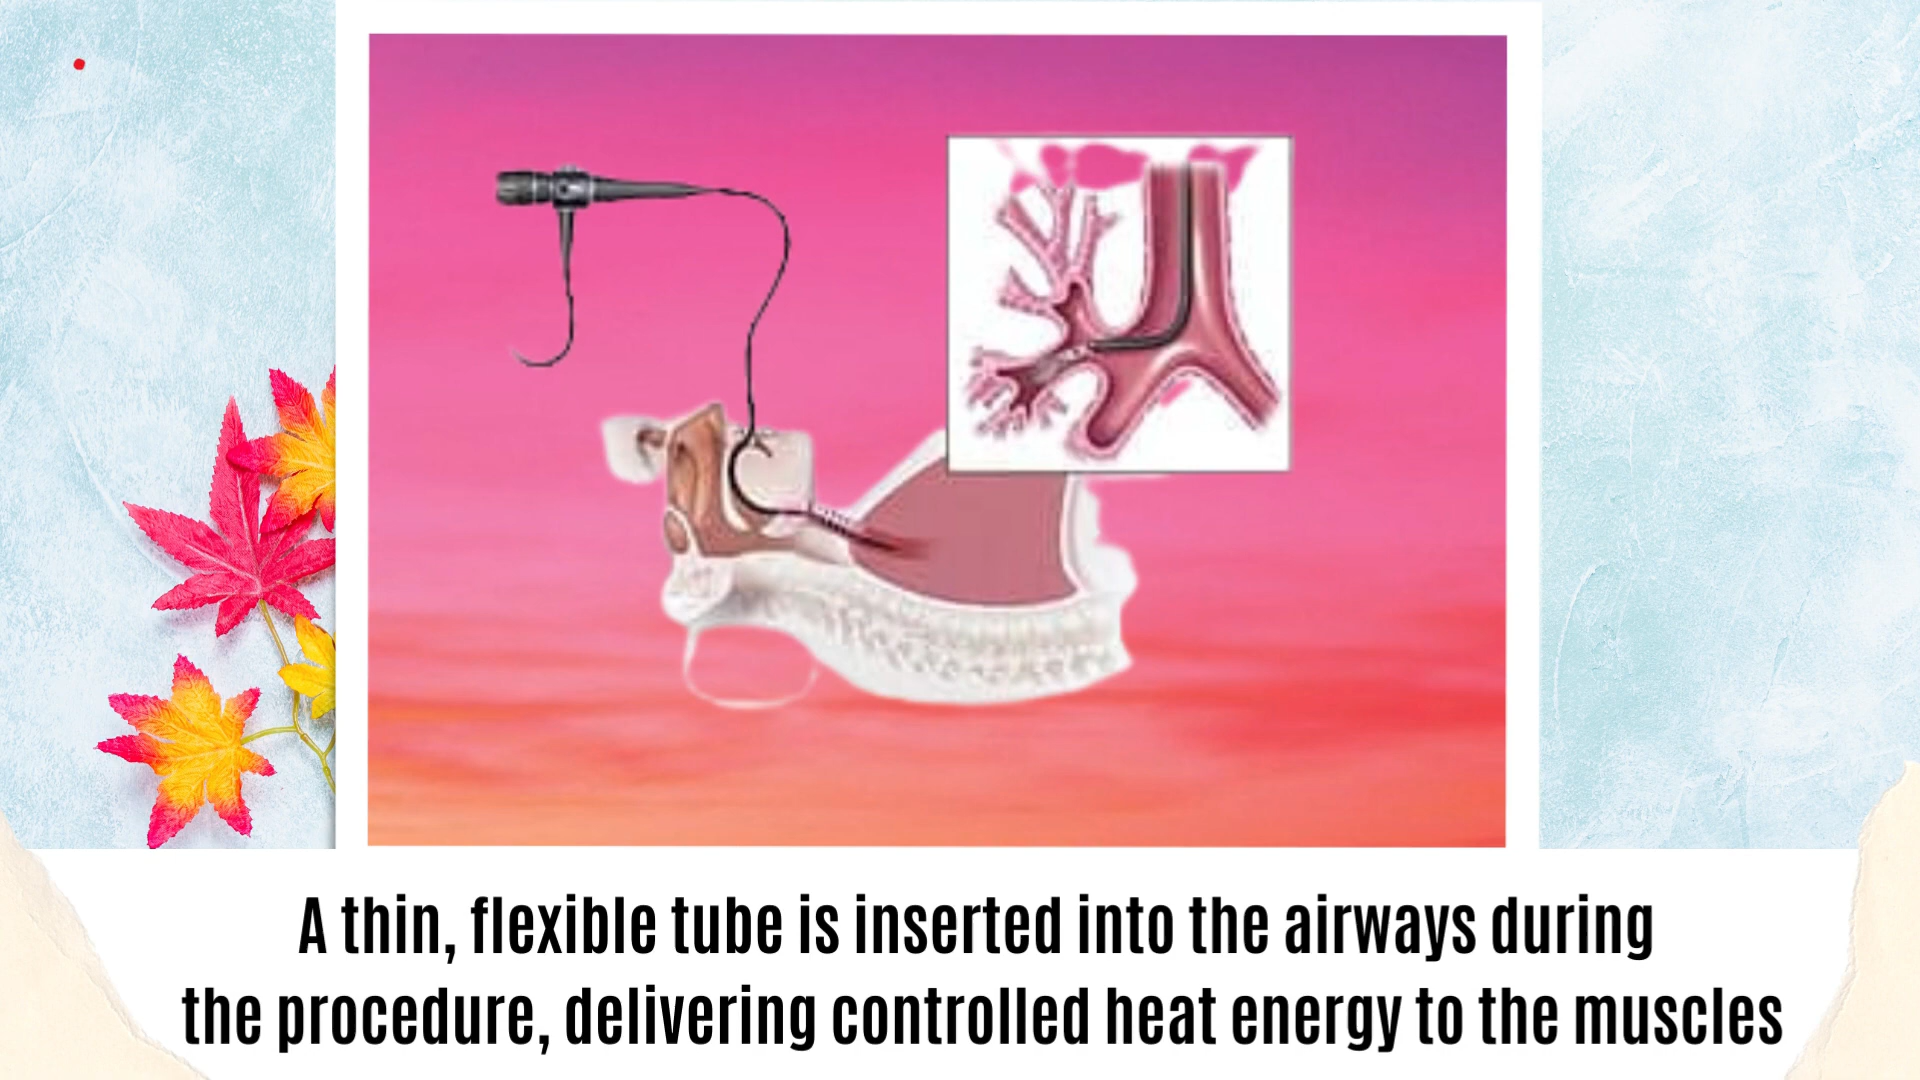 A thin, flexible tube is inserted into the airways during
the procedure, delivering controlled heat energy to the muscles